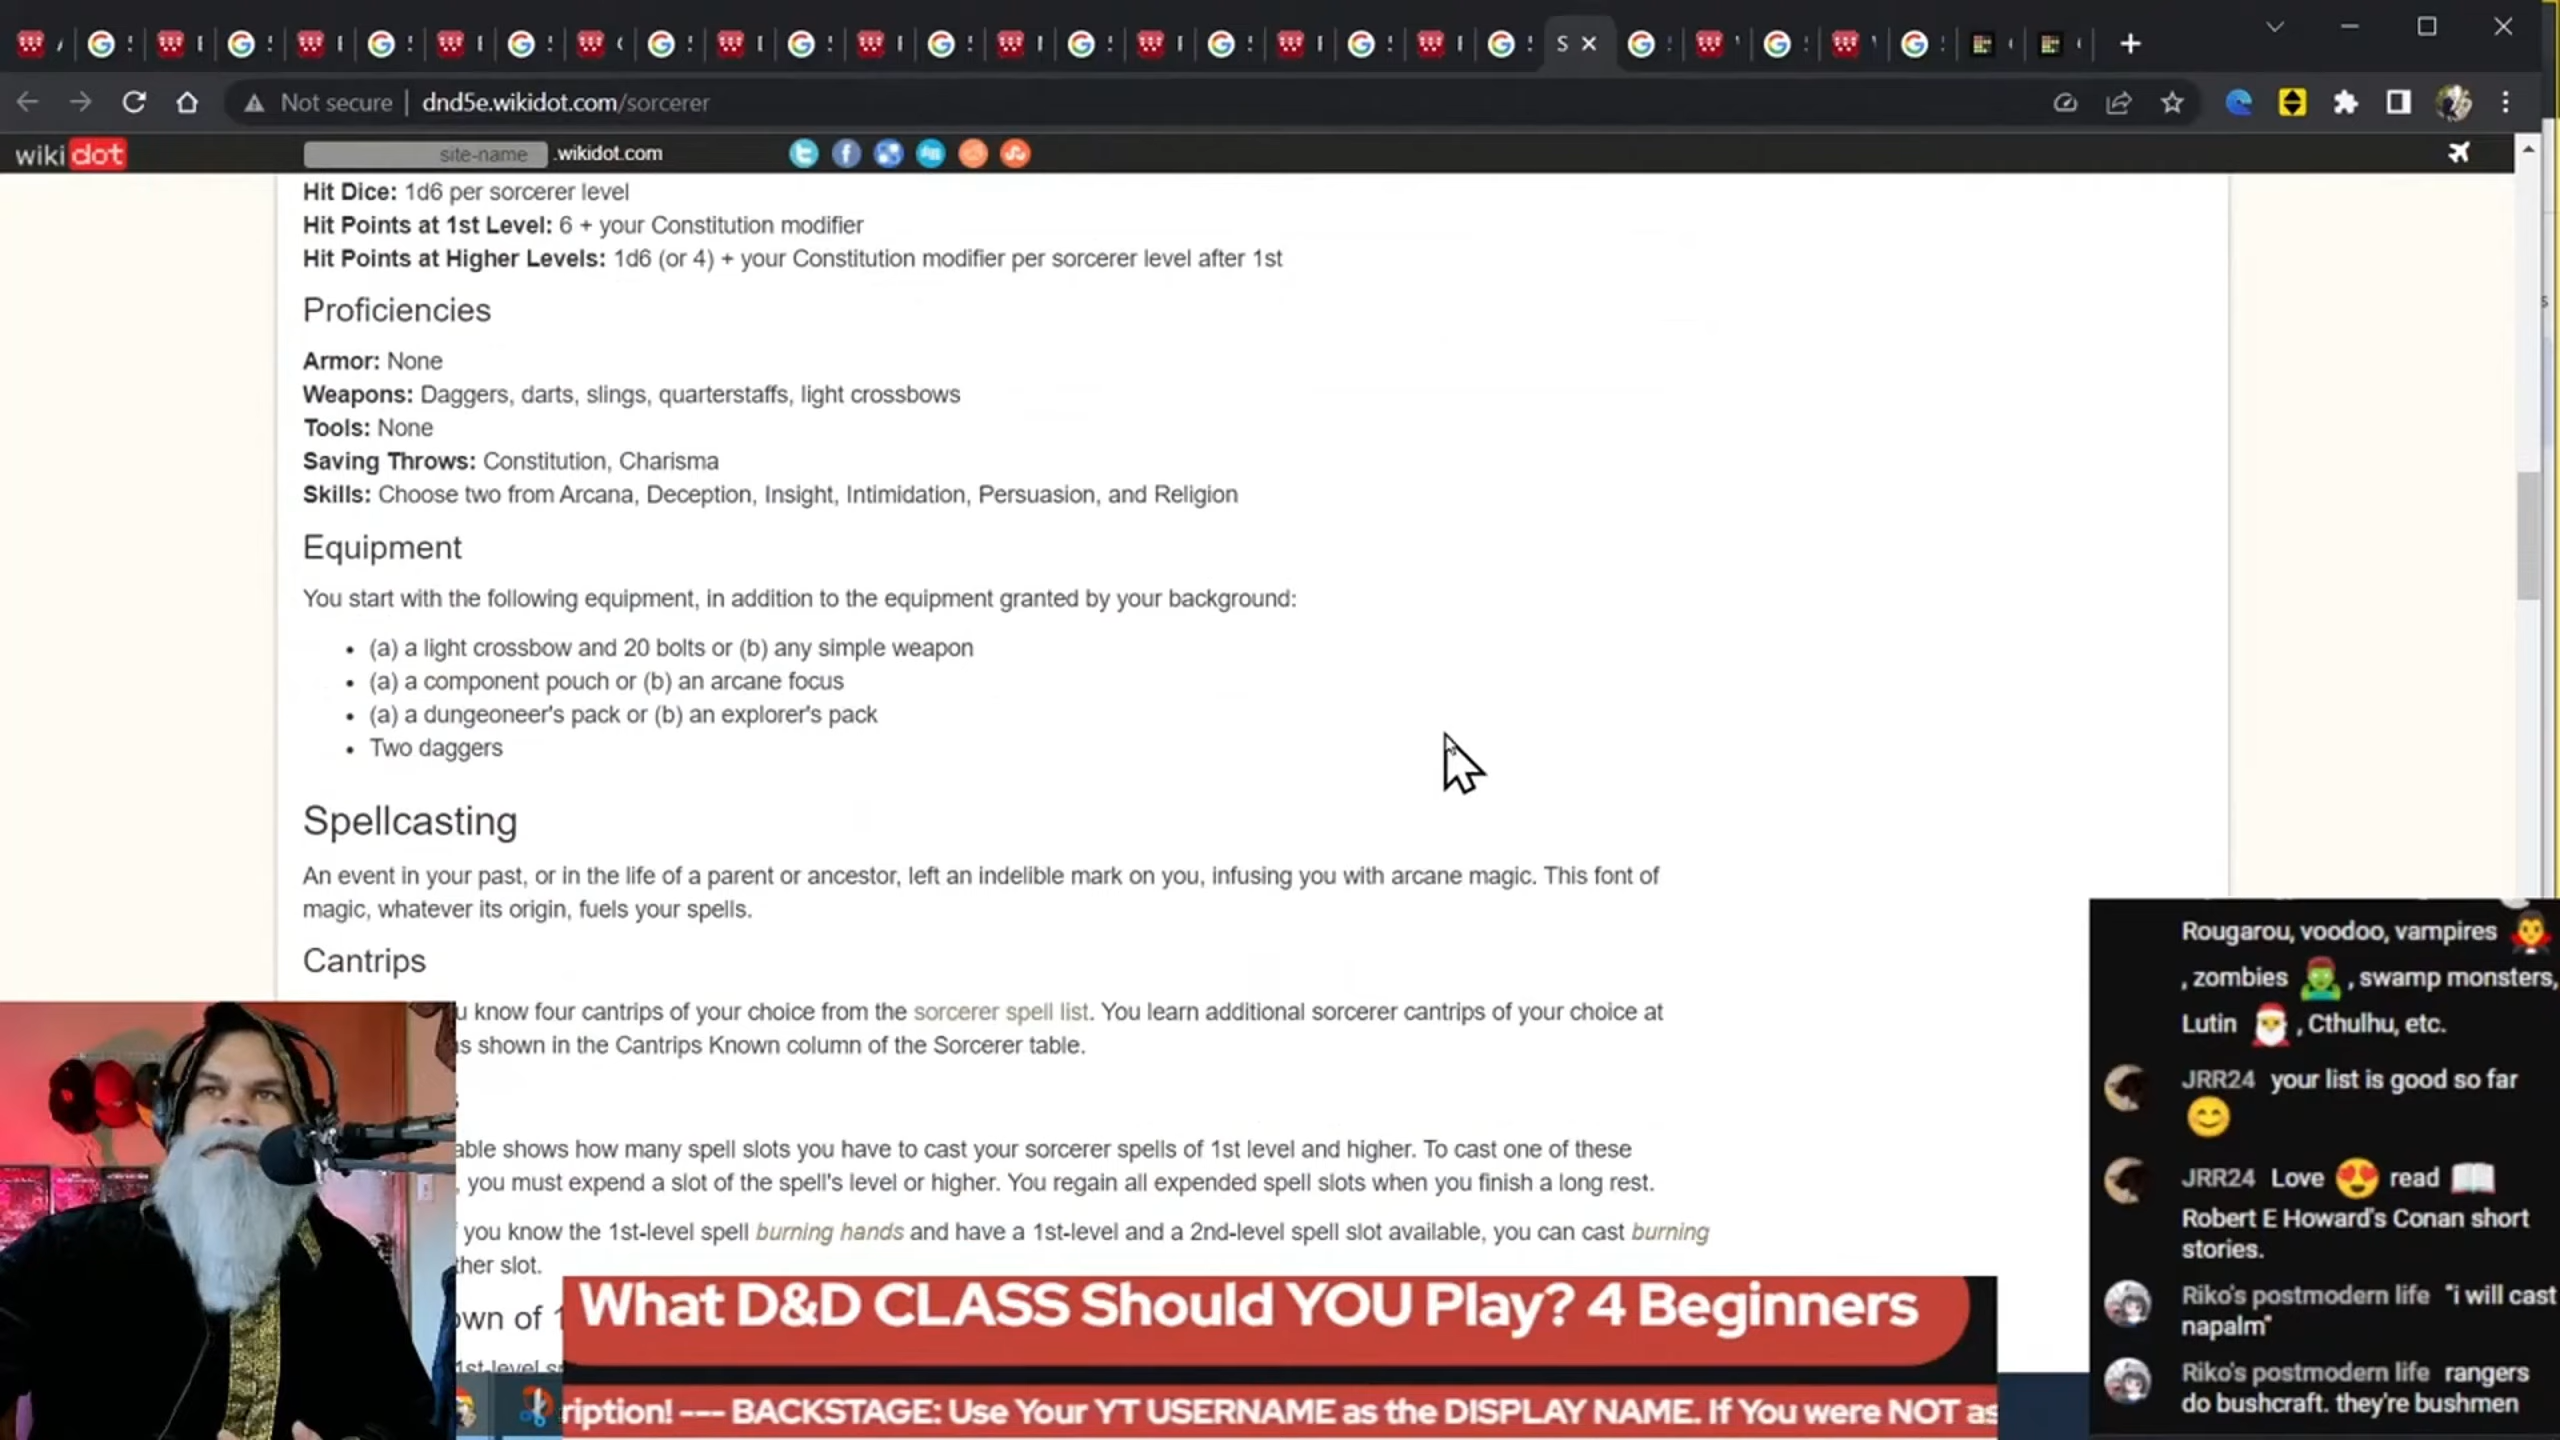 Not secure | dnd5e.wikidot.com/sorcerer
wikidot site-name .wikidot.com
Hit Dice: 1d6 per sorcerer level
Hit Points at 1st Level: 6 + your Constitution modifier
Hit Points at Higher Levels: 1d6 (or 4) + your Constitution modifier per sorcerer level after 1st
Proficiencies
Armor: None
Weapons: Daggers, darts, slings, quarterstaffs, light crossbows
Tools: None
Saving Throws: Constitution, Charisma
Skills: Choose two from Arcana, Deception, Insight, Intimidation, Persuasion, and Religion
Equipment
You start with the following equipment, in addition to the equipment granted by your background:
• (a) a light crossbow and 20 bolts or (b) any simple weapon
• (a) a component pouch or (b) an arcane focus
• (a) a dungeoneer's pack or (b) an explorer's pack
• Two daggers
Spellcasting
An event in your past, or in the life of a parent or ancestor, left an indelible mark on you, infusing you with arcane magic. This font of
magic, whatever its origin, fuels your spells.
Cantrips
u know four cantrips of your choice from the sorcerer spell list. You learn additional sorcerer cantrips of your choice at
s shown in the Cantrips Known column of the Sorcerer table.
able shows how many spell slots you have to cast your sorcerer spells of 1st level and higher. To cast one of these
, you must expend a slot of the spell's level or higher. You regain all expended spell slots when you finish a long rest.
you know the 1st-level spell burning hands and have a 1st-level and a 2nd-level spell slot available, you can cast burning
ther slot.
own of 1
1st-level s
What D&D CLASS Should YOU Play? 4 Beginners
ription! --- BACKSTAGE: Use Your YT USERNAME as the DISPLAY NAME. If You were NOT as
Rougarou, voodoo, vampires 🧛
, zombies 🧟‍♂️ , swamp monsters,
Lutin 🎅 , Cthulhu, etc.
JRR24 your list is good so far
😊
JRR24 Love 😍 read 📖
Robert E Howard's Conan short
stories.
Riko's postmodern life "i will cast
napalm"
Riko's postmodern life rangers
do bushcraft. they're bushmen